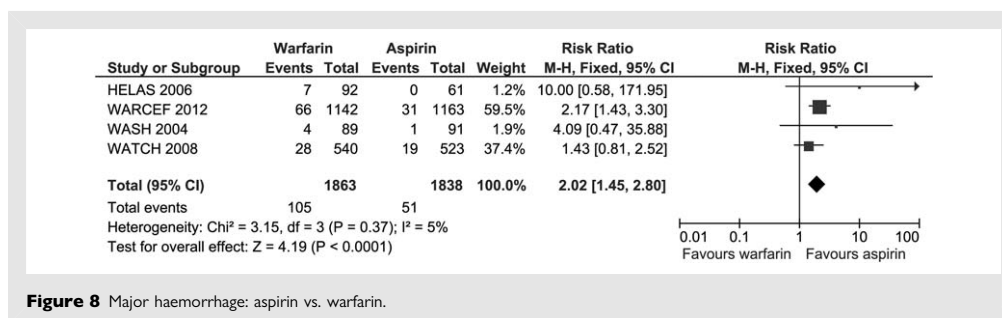 Warfarin Aspirin Risk Ratio Risk Ratio
Study or Subgroup Events Total Events Total Weight M-H, Fixed, 95% CI M-H, Fixed, 95% CI
HELAS 2006 7 92 0 61 1.2% 10.00 [0.58, 171.95]
WARCEF 2012 66 1142 31 1163 59.5% 2.17 [1.43, 3.30]
WASH 2004 4 89 1 91 1.9% 4.09 [0.47, 35.88]
WATCH 2008 28 540 19 523 37.4% 1.43 [0.81, 2.52]
Total (95% CI) 1863 1838 100.0% 2.02 [1.45, 2.80]
Total events 105 51
Heterogeneity: Chi² = 3.15, df = 3 (P = 0.37); I² = 5%
Test for overall effect: Z = 4.19 (P < 0.0001)
0.01 0.1 1 10 100
Favours warfarin Favours aspirin
Figure 8 Major haemorrhage: aspirin vs. warfarin.